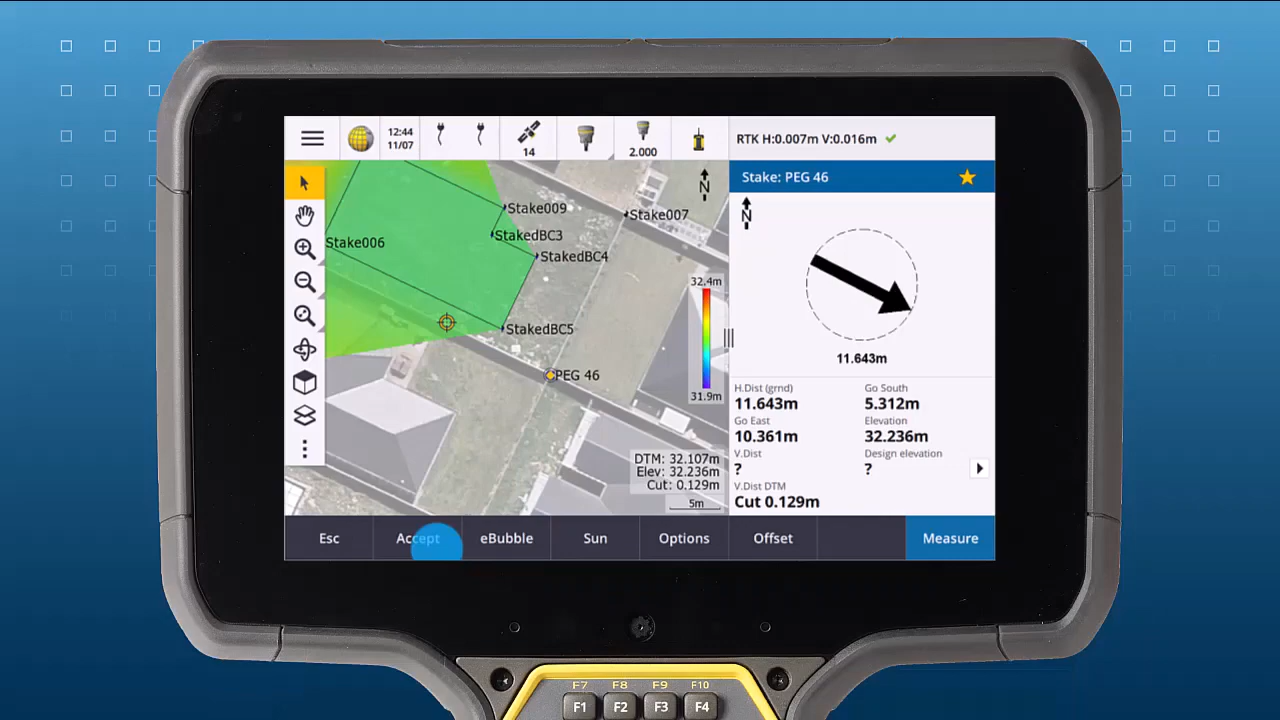 12:44
11/07
14
2.000
RTK H:0.007m V:0.016m
Stake: PEG 46
N
N
Stake009
Stake007
StakedBC3
Stake006
StakedBC4
32.4m
StakedBC5
11.643m
PEG 46
31.9m
H.Dist (grnd)
11.643m
Go South
5.312m
Go East
10.361m
Elevation
32.236m
V.Dist
?
Design elevation
?
V.Dist DTM
Cut 0.129m
DTM: 32.107m
Elev: 32.236m
Cut: 0.129m
5m
Esc
Accept
eBubble
Sun
Options
Offset
Measure
F7 F8 F9 F10
F1 F2 F3 F4